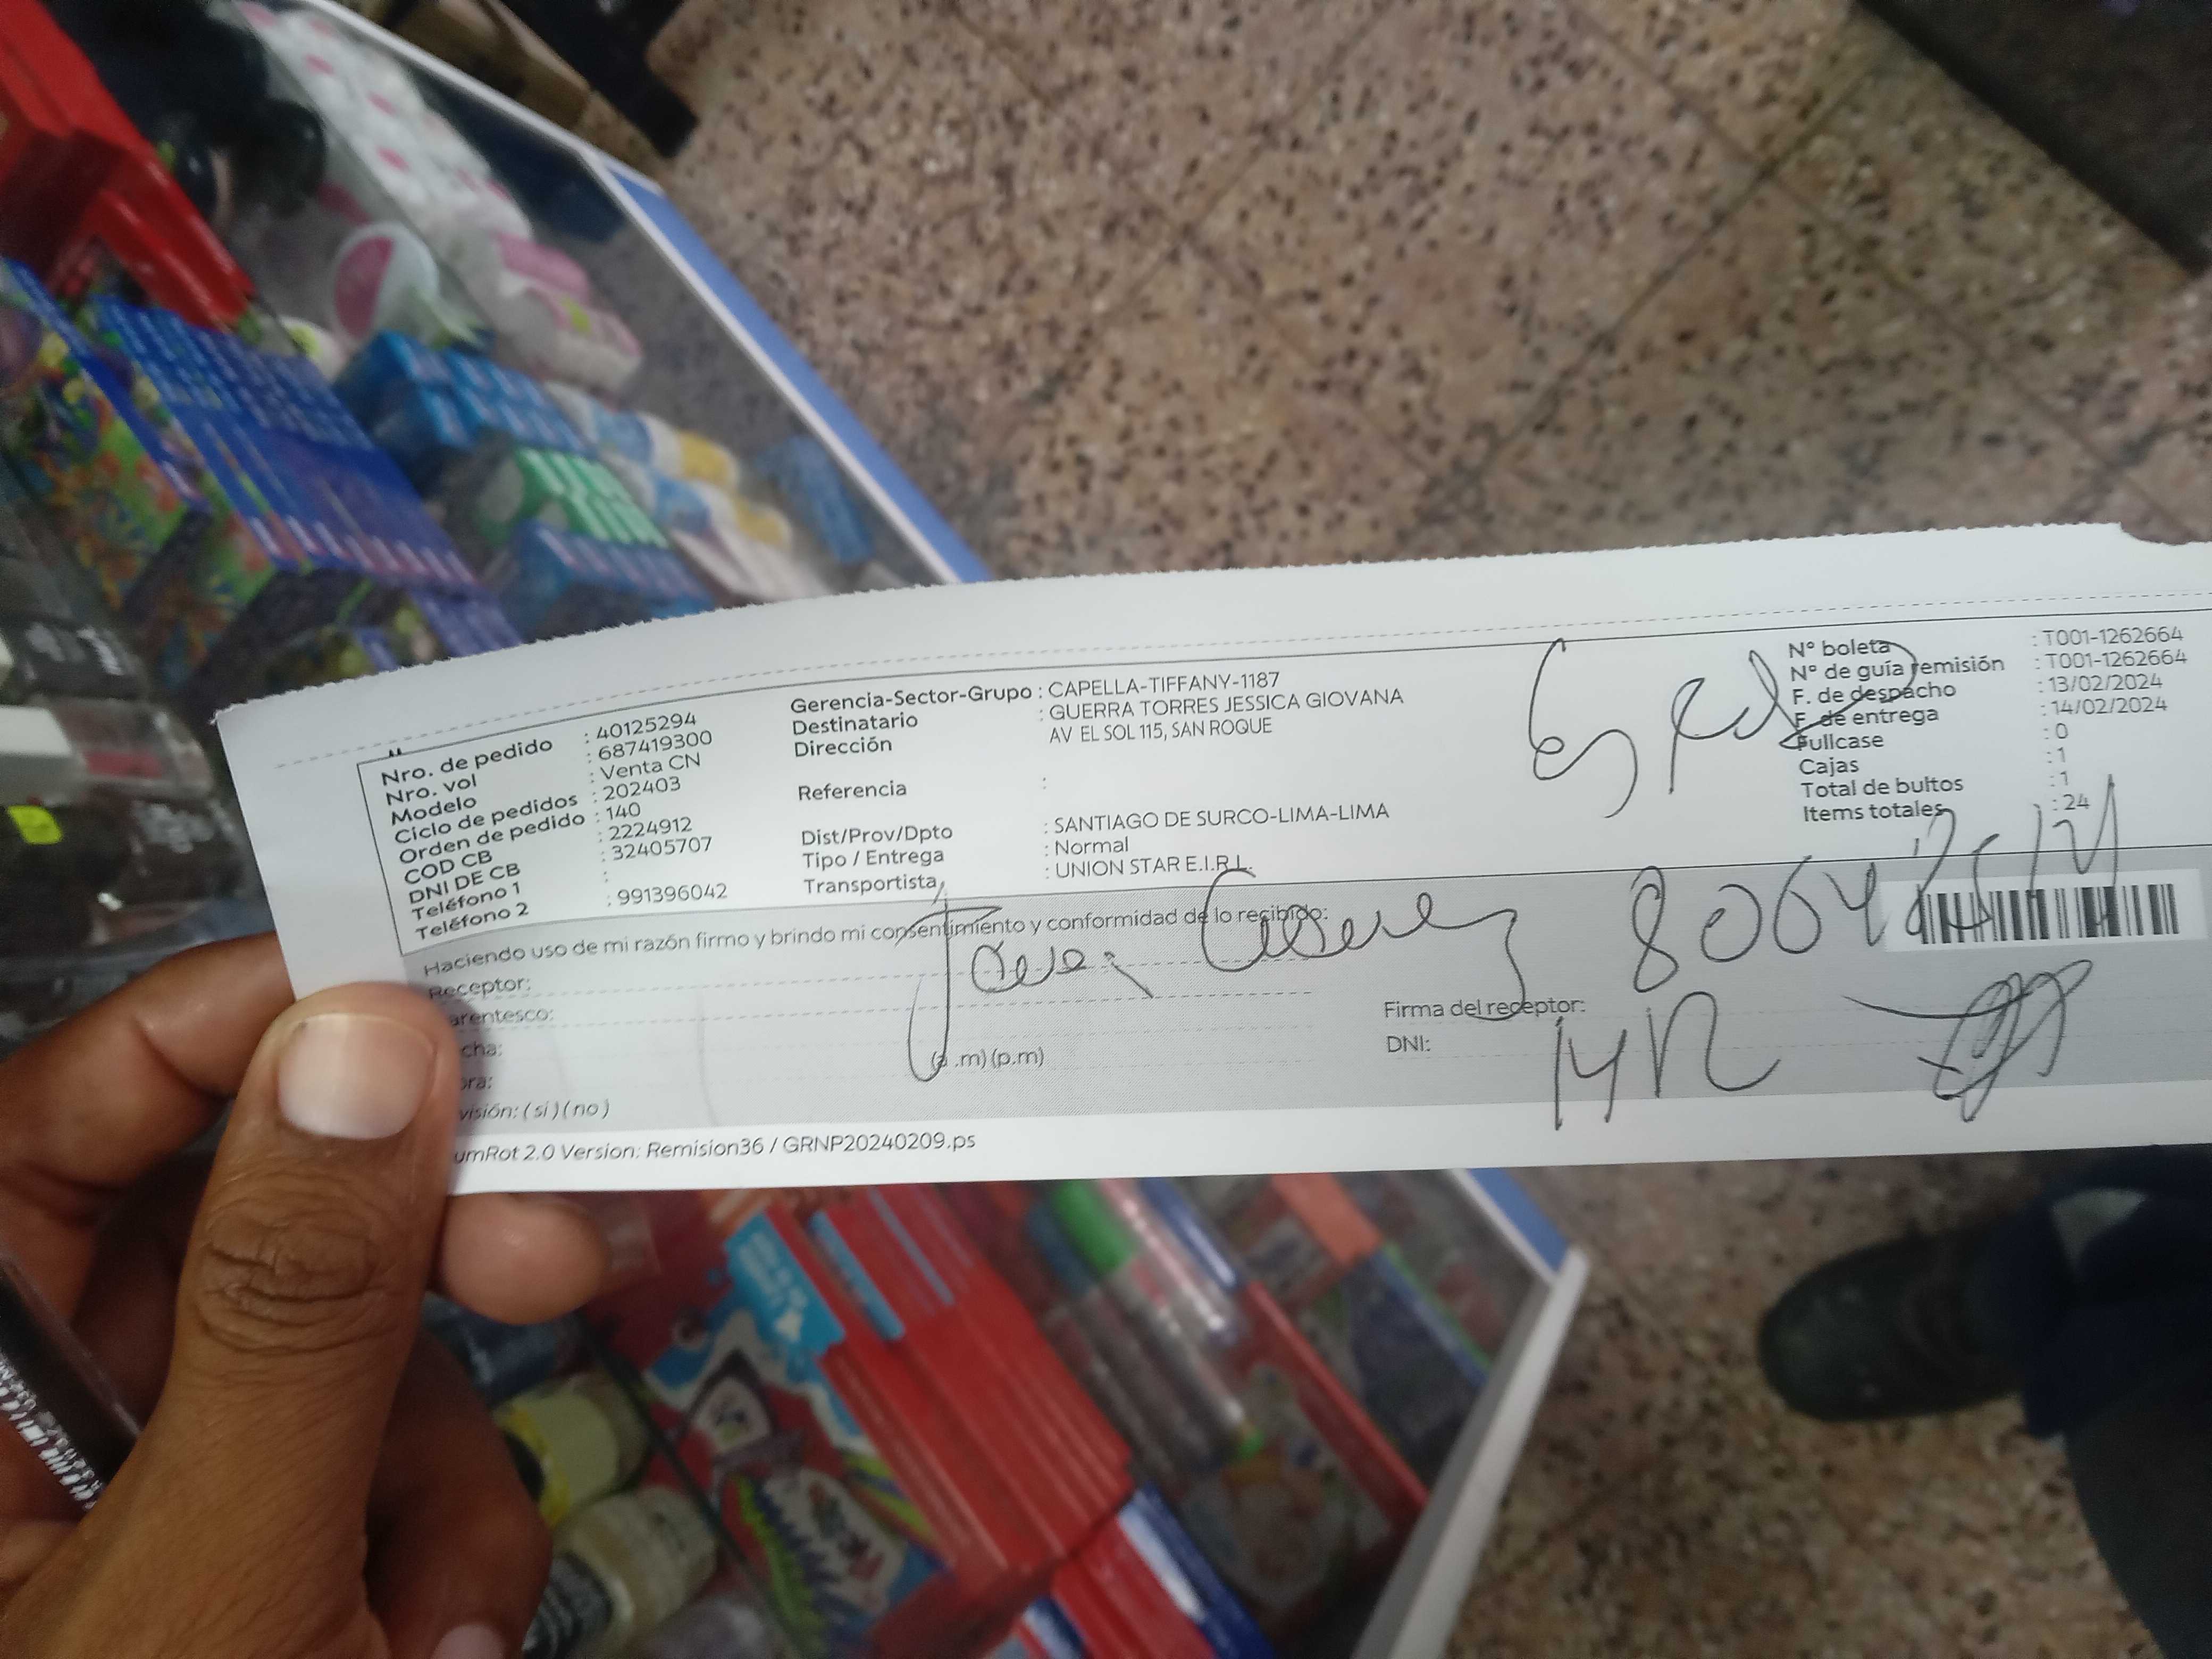 Nro. de pedido : 40125294
Nro. vol : 687419300
Modelo : Venta CN
Ciclo de pedidos : 202403
Orden de pedido : 140
COD CB : 2224912
DNI DE CB : 32405707
Teléfono 1 :
Teléfono 2 : 991396042
Gerencia-Sector-Grupo : CAPELLA-TIFFANY-1187
Destinatario : GUERRA TORRES JESSICA GIOVANA
Dirección AV EL SOL 115, SAN ROQUE
Referencia :
Dist/Prov/Dpto : SANTIAGO DE SURCO-LIMA-LIMA
Tipo / Entrega : Normal
Transportista : UNION STAR E.I.R.L.
N° boleta : T001-1262664
N° de guía remisión : T001-1262664
F. de despacho : 13/02/2024
F. de entrega : 14/02/2024
Fullcase : 0
Cajas : 1
Total de bultos : 1
Items totales : 24
Haciendo uso de mi razón firmo y brindo mi consentimiento y conformidad de lo recibido:
Receptor:
arentesco:
cha:
ora: (a.m) (p.m)
visión: ( si ) ( no )
Firma del receptor:
DNI:
umRot 2.0 Version: Remision36 / GRNP20240209.ps